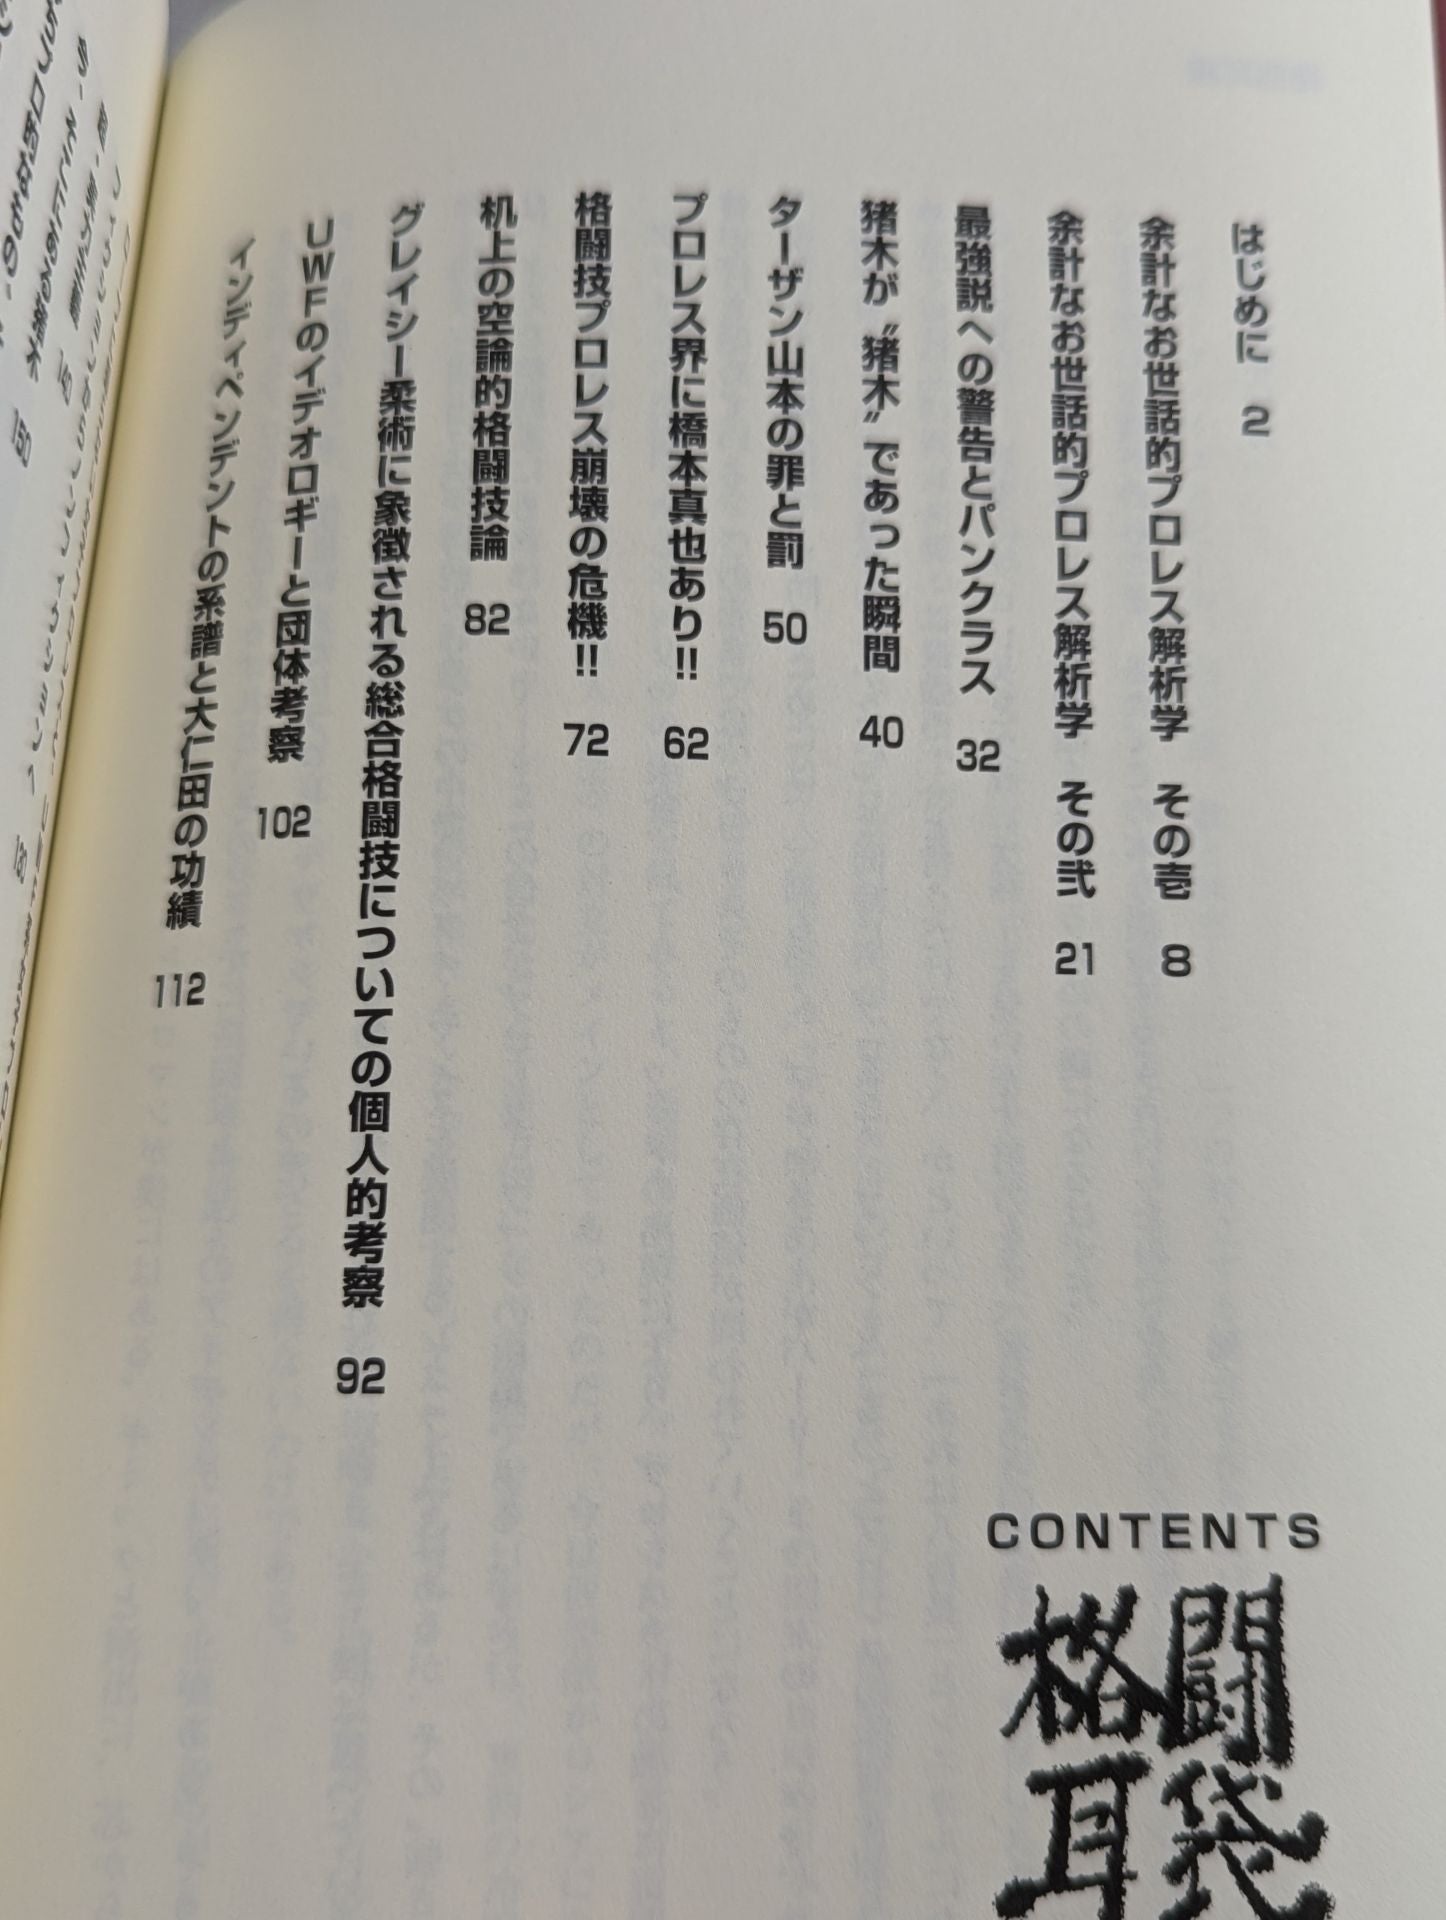 CONTENTS
格闘
耳袋
はじめに 2
余計なお世話的プロレス解析学 その壱 8
余計なお世話的プロレス解析学 その弐 21
最強説への警告とパンクラス 32
猪木が〝猪木〟であった瞬間 40
ターザン山本の罪と罰 50
プロレス界に橋本真也あり!! 62
格闘技プロレス崩壊の危機!! 72
机上の空論的格闘技論 82
グレイシー柔術に象徴される総合格闘技についての個人的考察 92
UWFのイデオロギーと団体考察 102
インディペンデントの系譜と大仁田の功績 112
130
140
150